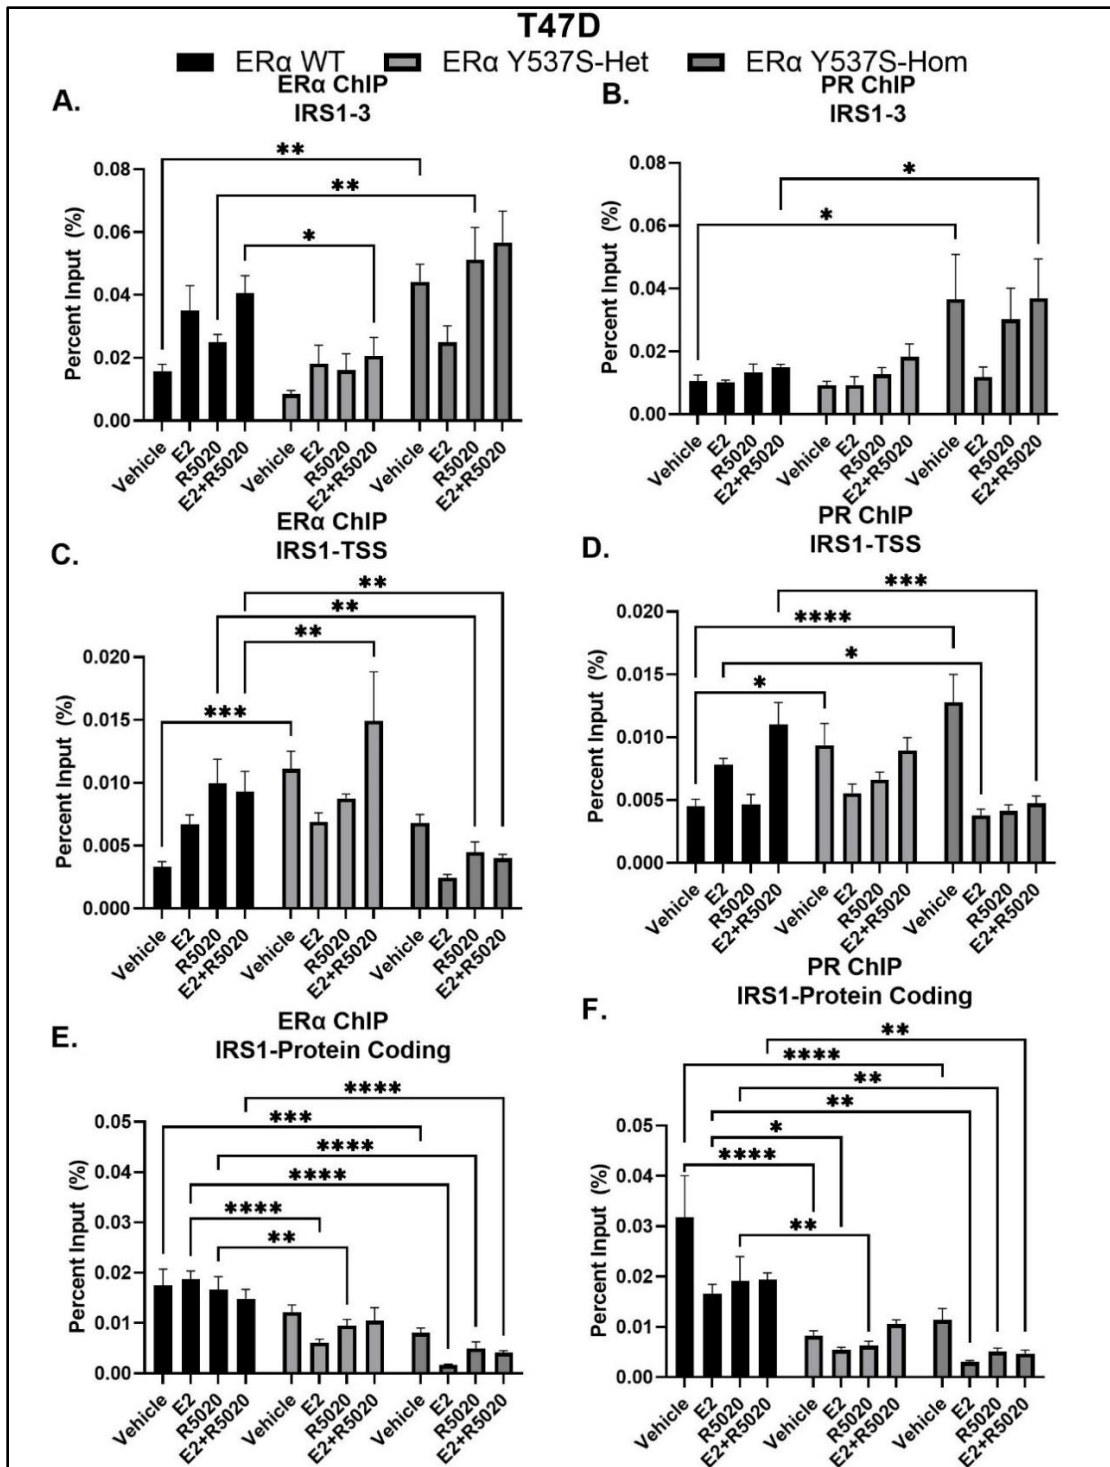 T47D
ERα WT ERα Y537S-Het ERα Y537S-Hom
A.
ERα ChIP
IRS1-3
**
**
*
Percent Input (%)
0.08
0.06
0.04
0.02
0.00
Vehicle E2 R5020 E2+R5020 Vehicle E2 R5020 E2+R5020 Vehicle E2 R5020 E2+R5020
B.
PR ChIP
IRS1-3
*
*
Percent Input (%)
0.08
0.06
0.04
0.02
0.00
Vehicle E2 R5020 E2+R5020 Vehicle E2 R5020 E2+R5020 Vehicle E2 R5020 E2+R5020
C.
ERα ChIP
IRS1-TSS
**
**
**
***
Percent Input (%)
0.020
0.015
0.010
0.005
0.000
Vehicle E2 R5020 E2+R5020 Vehicle E2 R5020 E2+R5020 Vehicle E2 R5020 E2+R5020
D.
PR ChIP
IRS1-TSS
***
****
*
*
Percent Input (%)
0.020
0.015
0.010
0.005
0.000
Vehicle E2 R5020 E2+R5020 Vehicle E2 R5020 E2+R5020 Vehicle E2 R5020 E2+R5020
E.
ERα ChIP
IRS1-Protein Coding
****
***
****
****
****
**
Percent Input (%)
0.05
0.04
0.03
0.02
0.01
0.00
Vehicle E2 R5020 E2+R5020 Vehicle E2 R5020 E2+R5020 Vehicle E2 R5020 E2+R5020
F.
PR ChIP
IRS1-Protein Coding
**
****
**
**
*
****
**
Percent Input (%)
0.05
0.04
0.03
0.02
0.01
0.00
Vehicle E2 R5020 E2+R5020 Vehicle E2 R5020 E2+R5020 Vehicle E2 R5020 E2+R5020